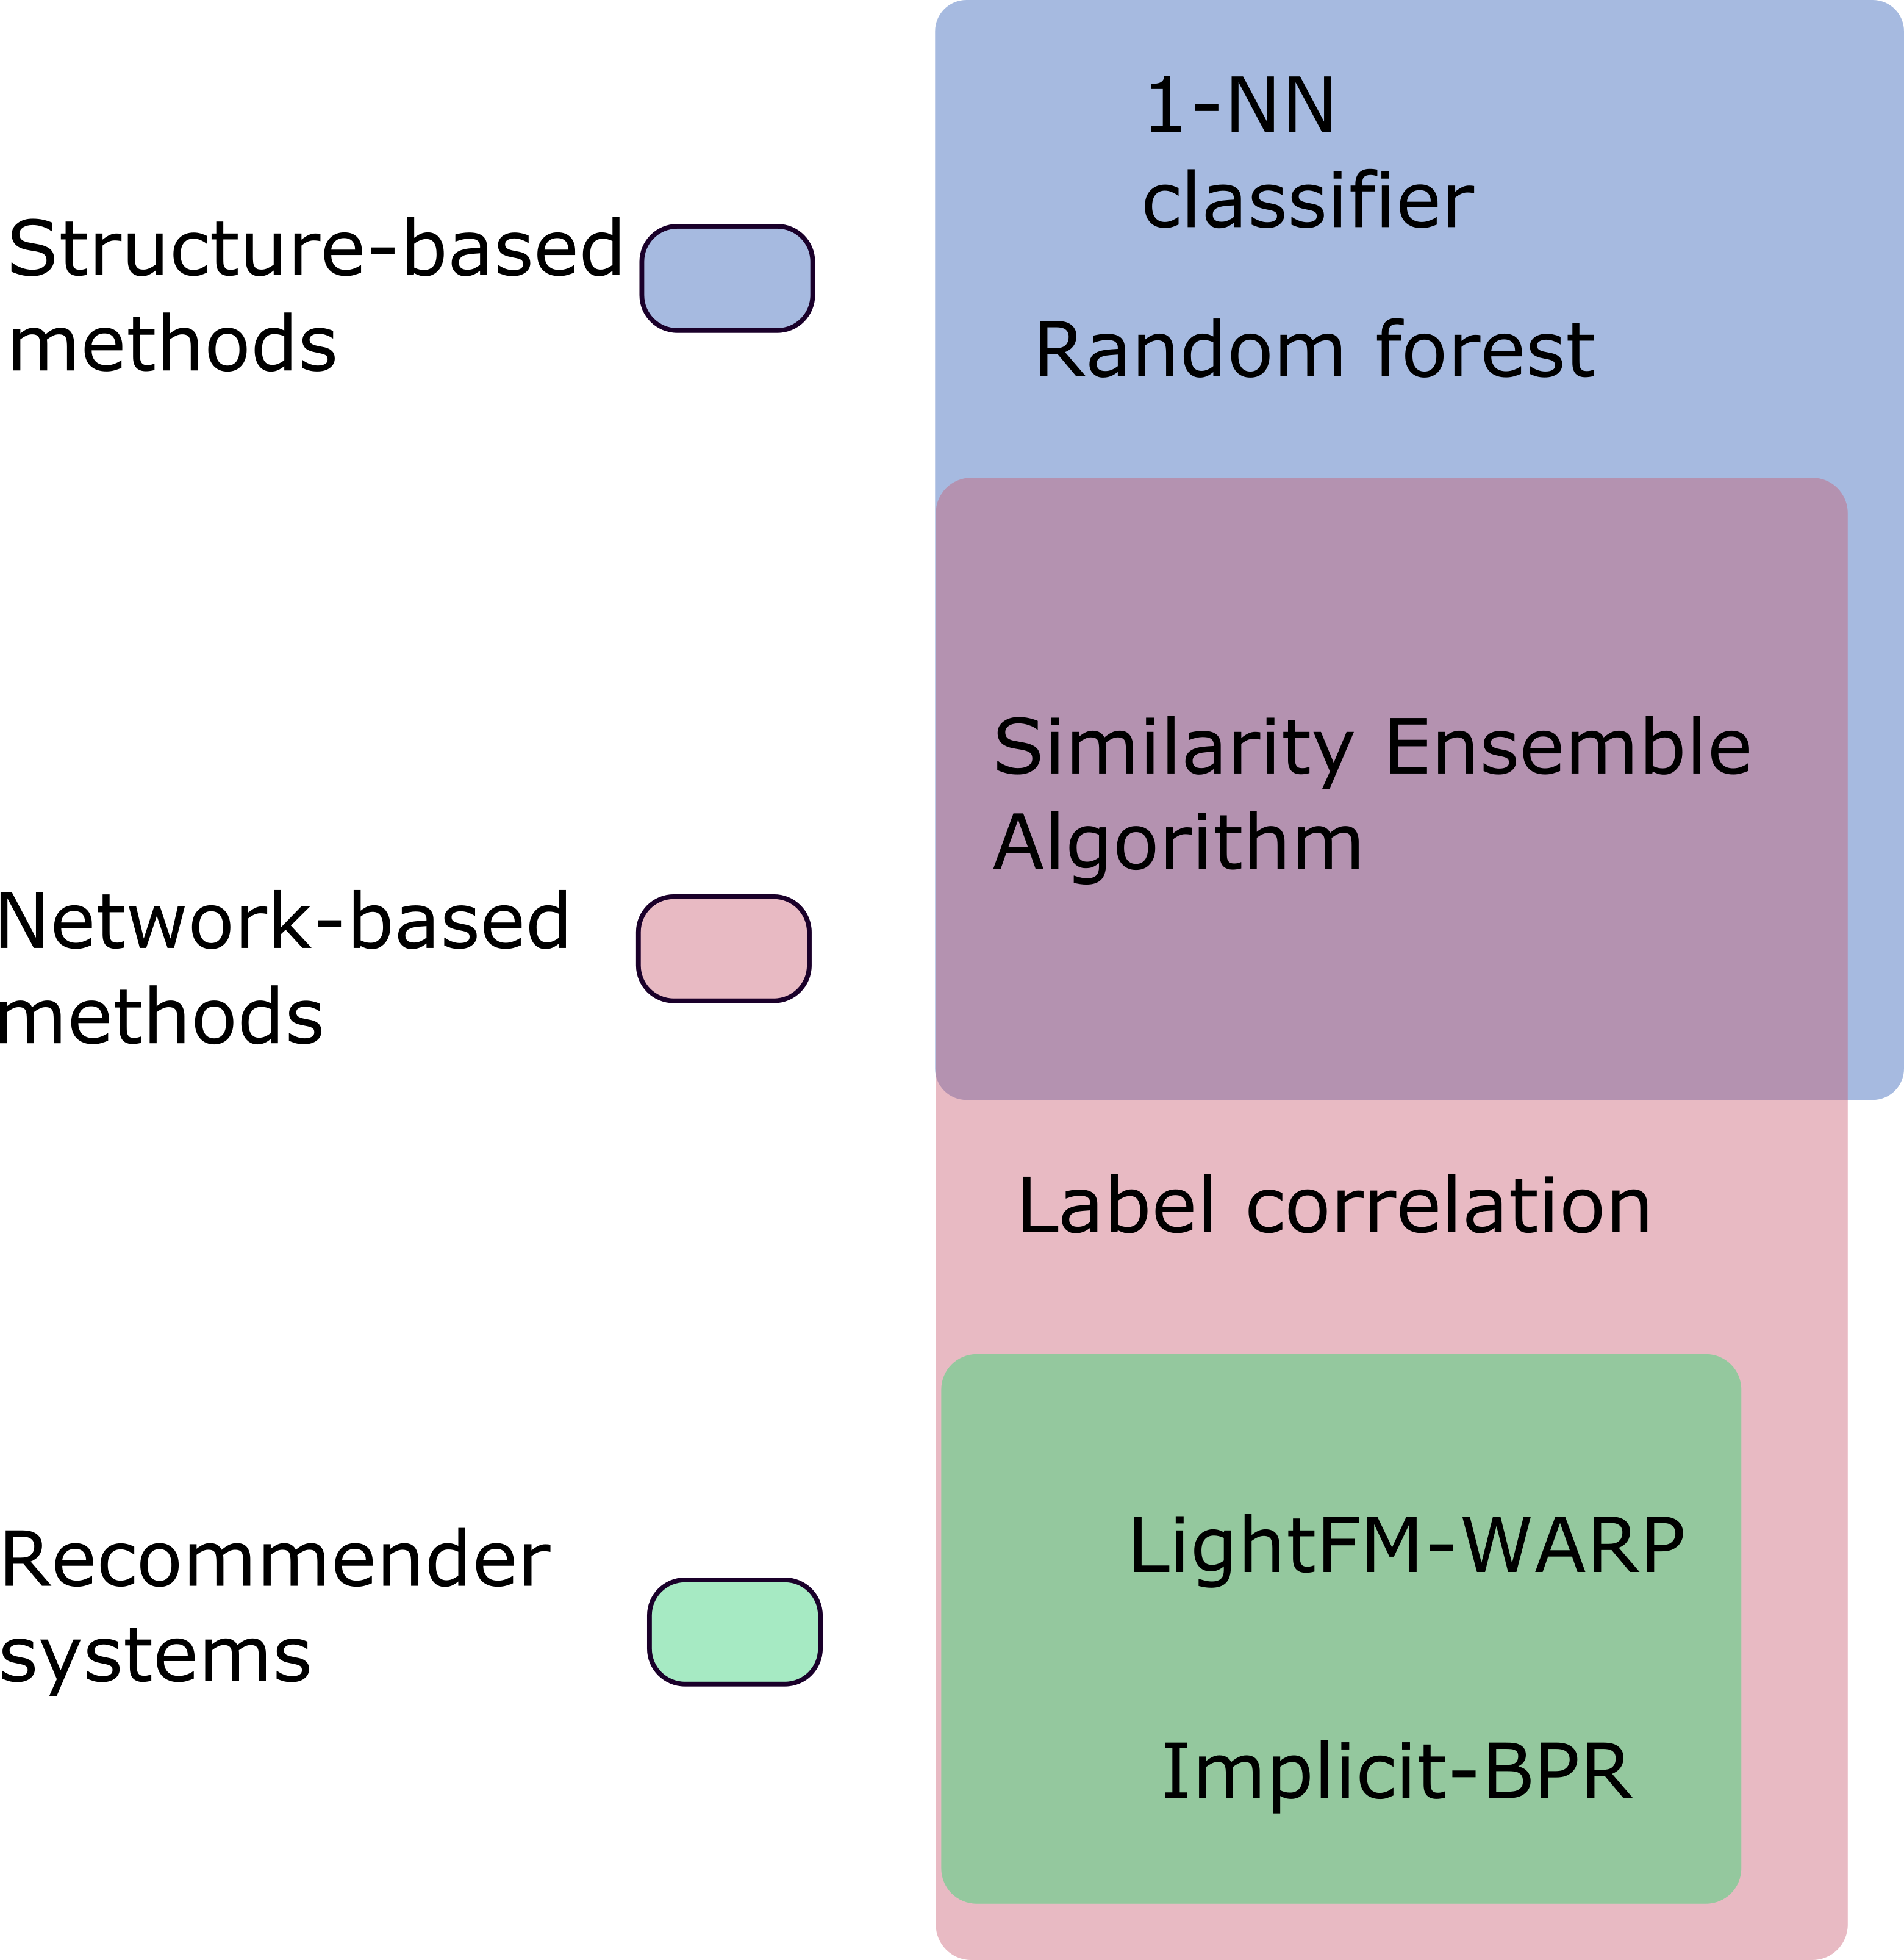 Structure-based
methods
Network-based
methods
Recommender
systems
1-NN
classifier
Random forest
Similarity Ensemble
Algorithm
Label correlation
LightFM-WARP
Implicit-BPR